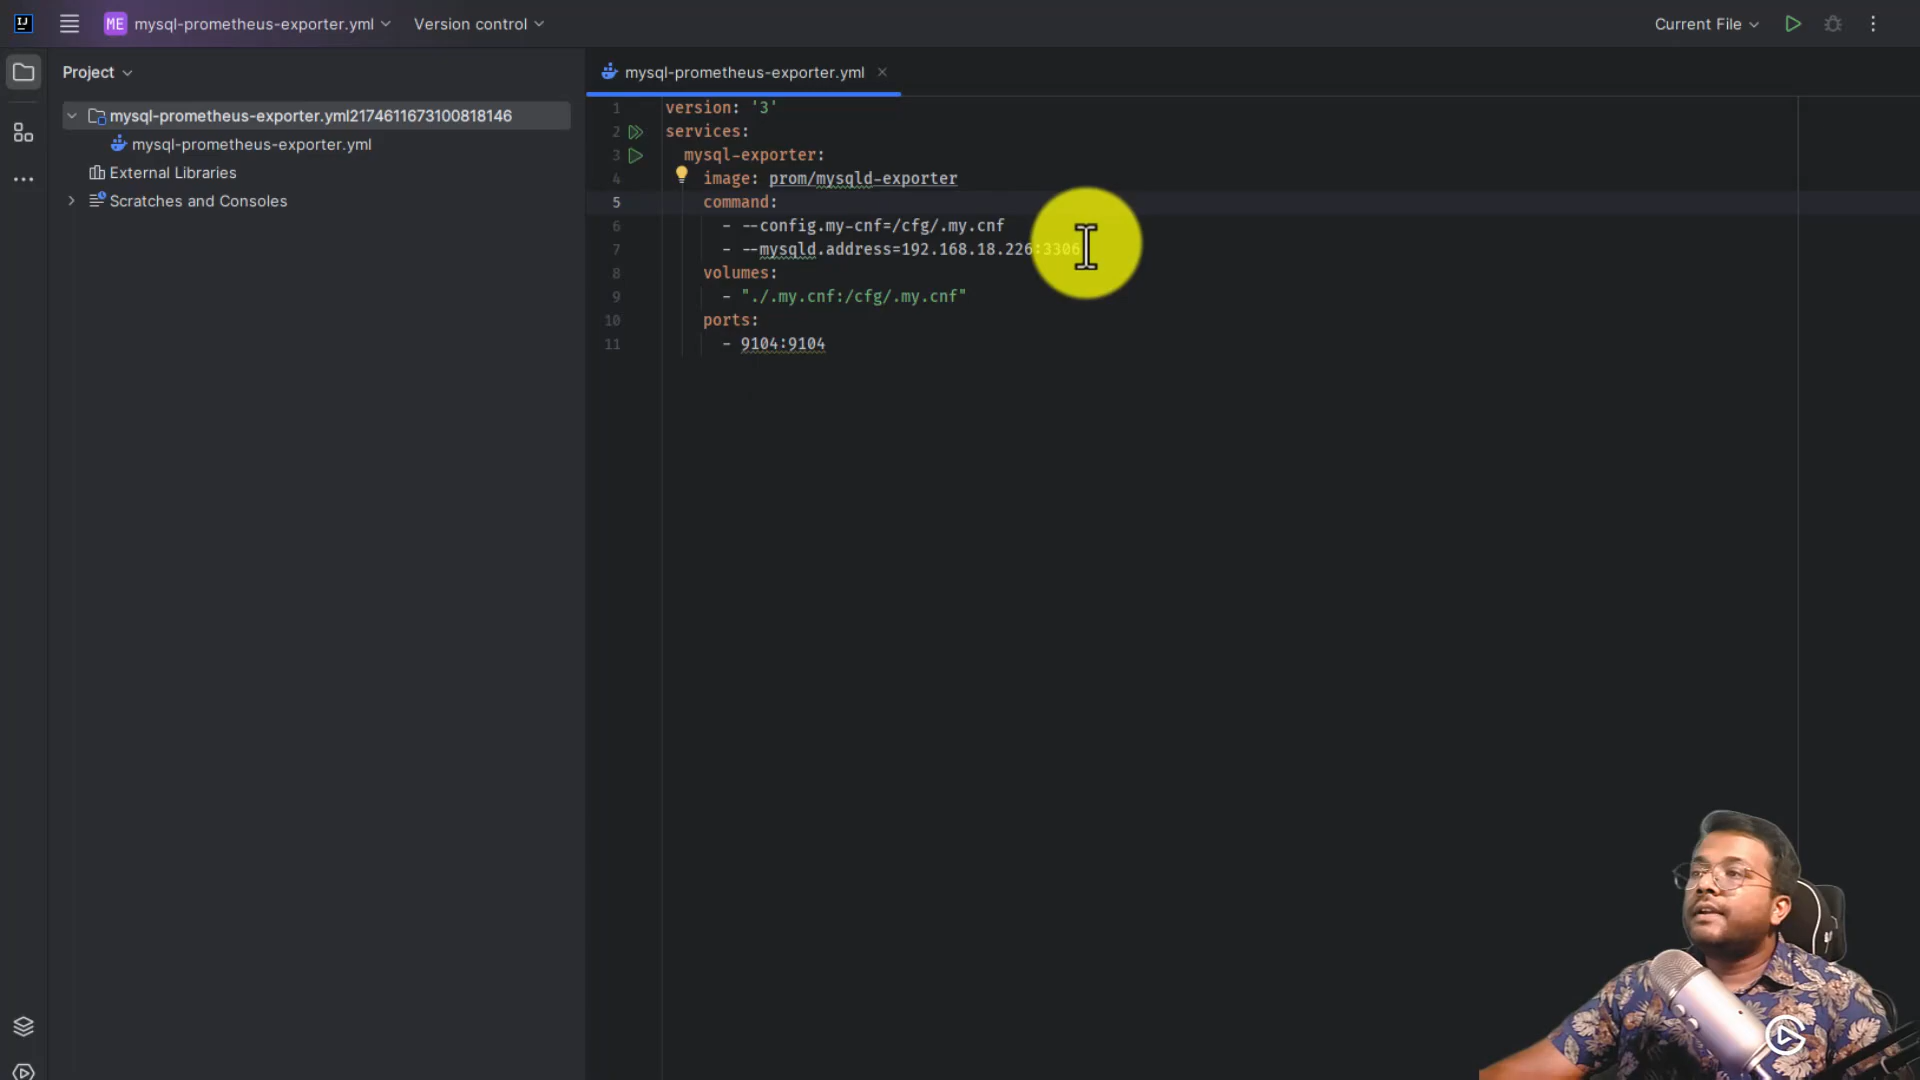 IJ
ME mysql-prometheus-exporter.yml
Version control
Current File
Project
mysql-prometheus-exporter.yml
mysql-prometheus-exporter.yml2174611673100818146
mysql-prometheus-exporter.yml
External Libraries
Scratches and Consoles
1 version: '3'
2 services:
3 mysql-exporter:
4 image: prom/mysqld-exporter
5 command:
6 - --config.my-cnf=/cfg/.my.cnf
7 - --mysqld.address=192.168.18.226:3306
8 volumes:
9 - "./.my.cnf:/cfg/.my.cnf"
10 ports:
11 - 9104:9104